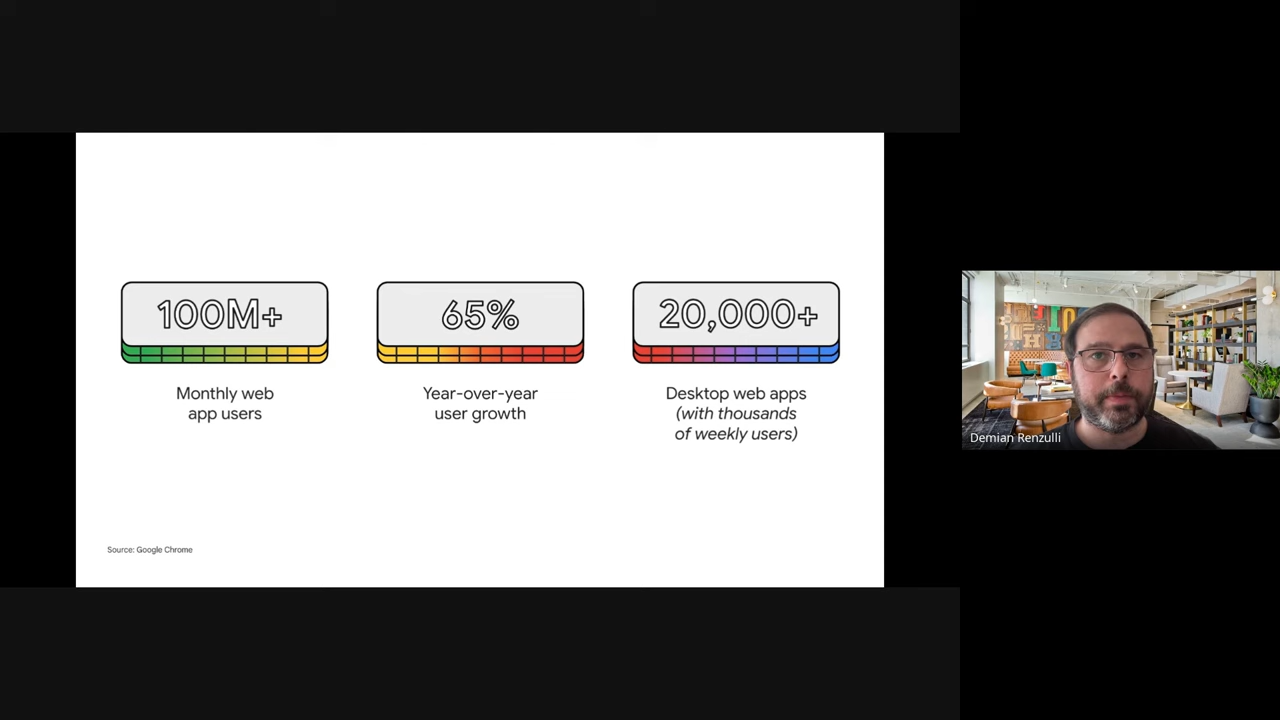 100M+
Monthly web
app users
65%
Year-over-year
user growth
20,000+
Desktop web apps
(with thousands
of weekly users)
Source: Google Chrome
Demian Renzulli